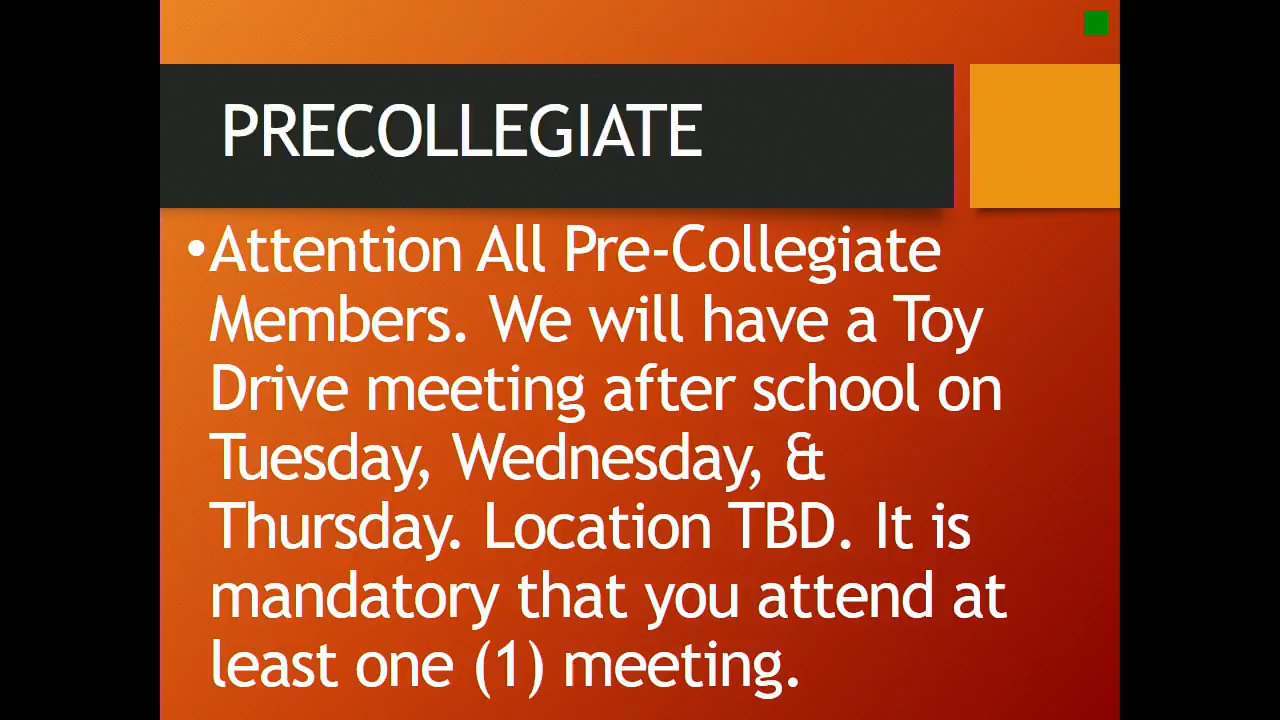 PRECOLLEGIATE
•Attention All Pre-Collegiate
Members. We will have a Toy
Drive meeting after school on
Tuesday, Wednesday, &
Thursday. Location TBD. It is
mandatory that you attend at
least one (1) meeting.